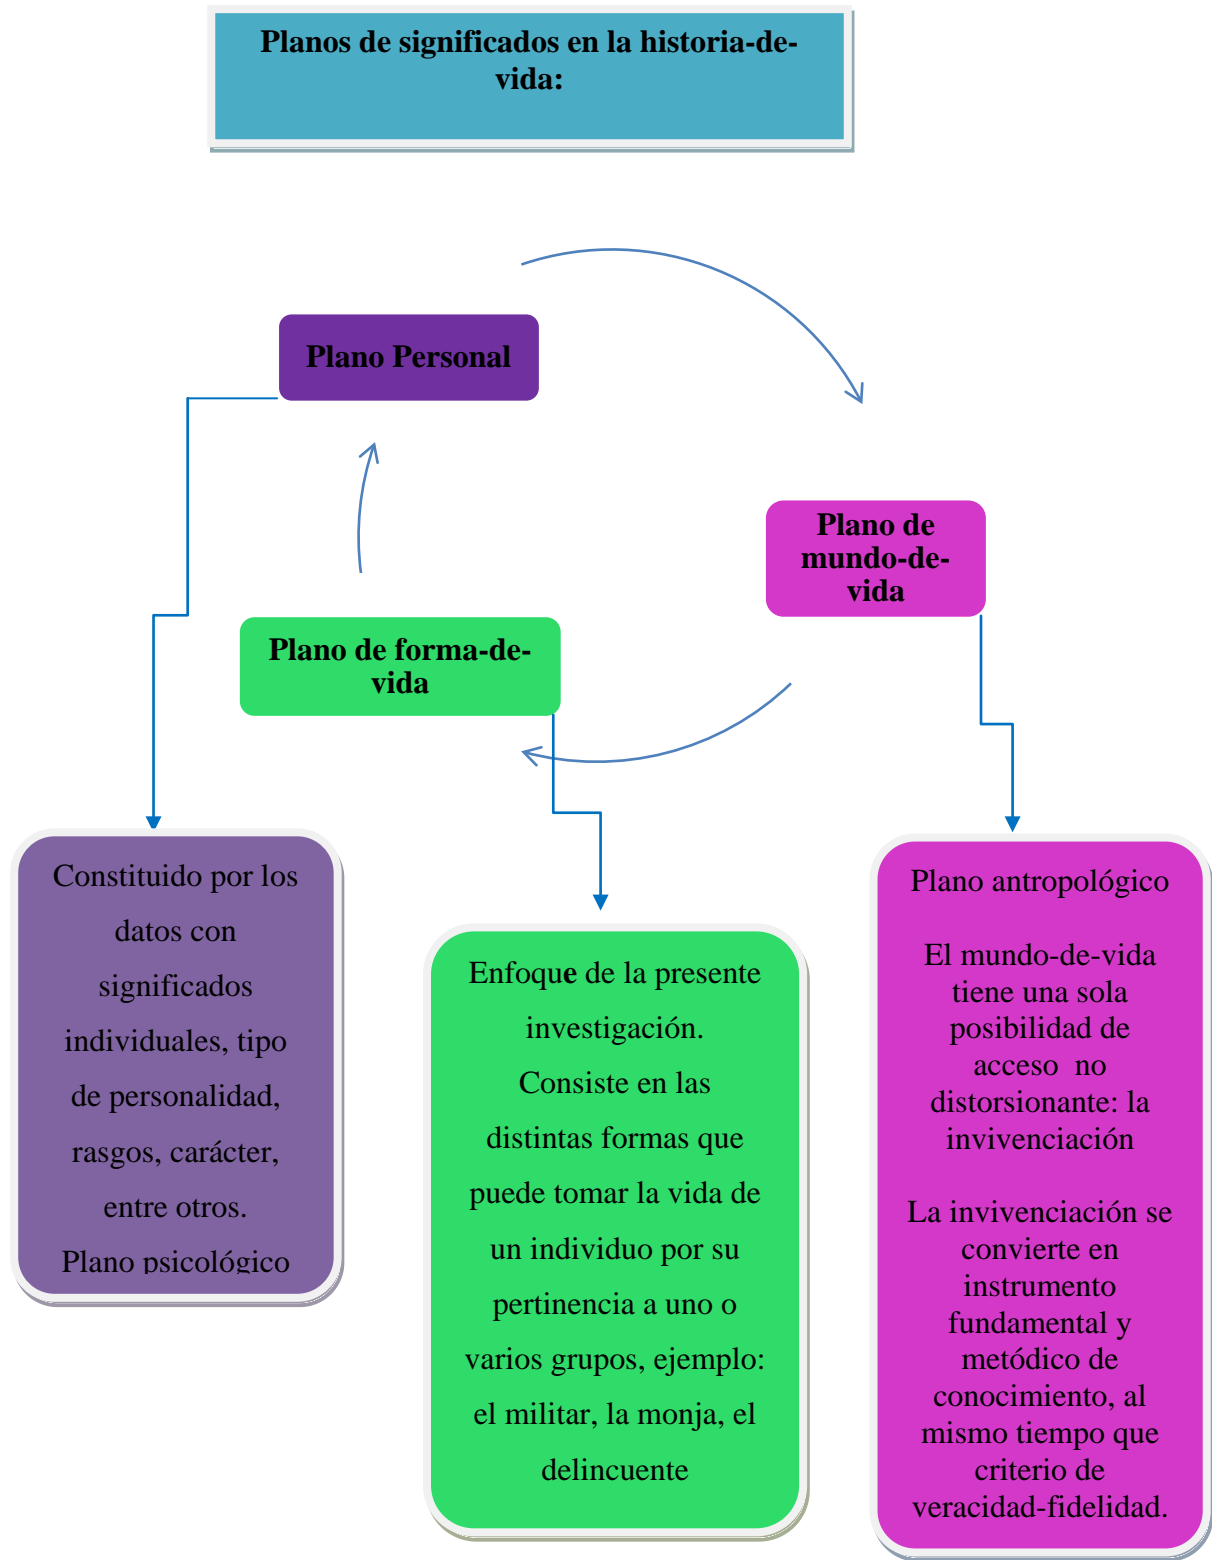 Planos de significados en la historia-de-
vida:
Plano Personal
Plano de
mundo-de-
vida
Plano de forma-de-
vida
Constituido por los
datos con
significados
individuales, tipo
de personalidad,
rasgos, carácter,
entre otros.
Plano psicológico
Enfoque de la presente
investigación.
Consiste en las
distintas formas que
puede tomar la vida de
un individuo por su
pertinencia a uno o
varios grupos, ejemplo:
el militar, la monja, el
delincuente
Plano antropológico
El mundo-de-vida
tiene una sola
posibilidad de
acceso  no
distorsionante: la
invivenciación
La invivenciación se
convierte en
instrumento
fundamental y
metódico de
conocimiento, al
mismo tiempo que
criterio de
veracidad-fidelidad.